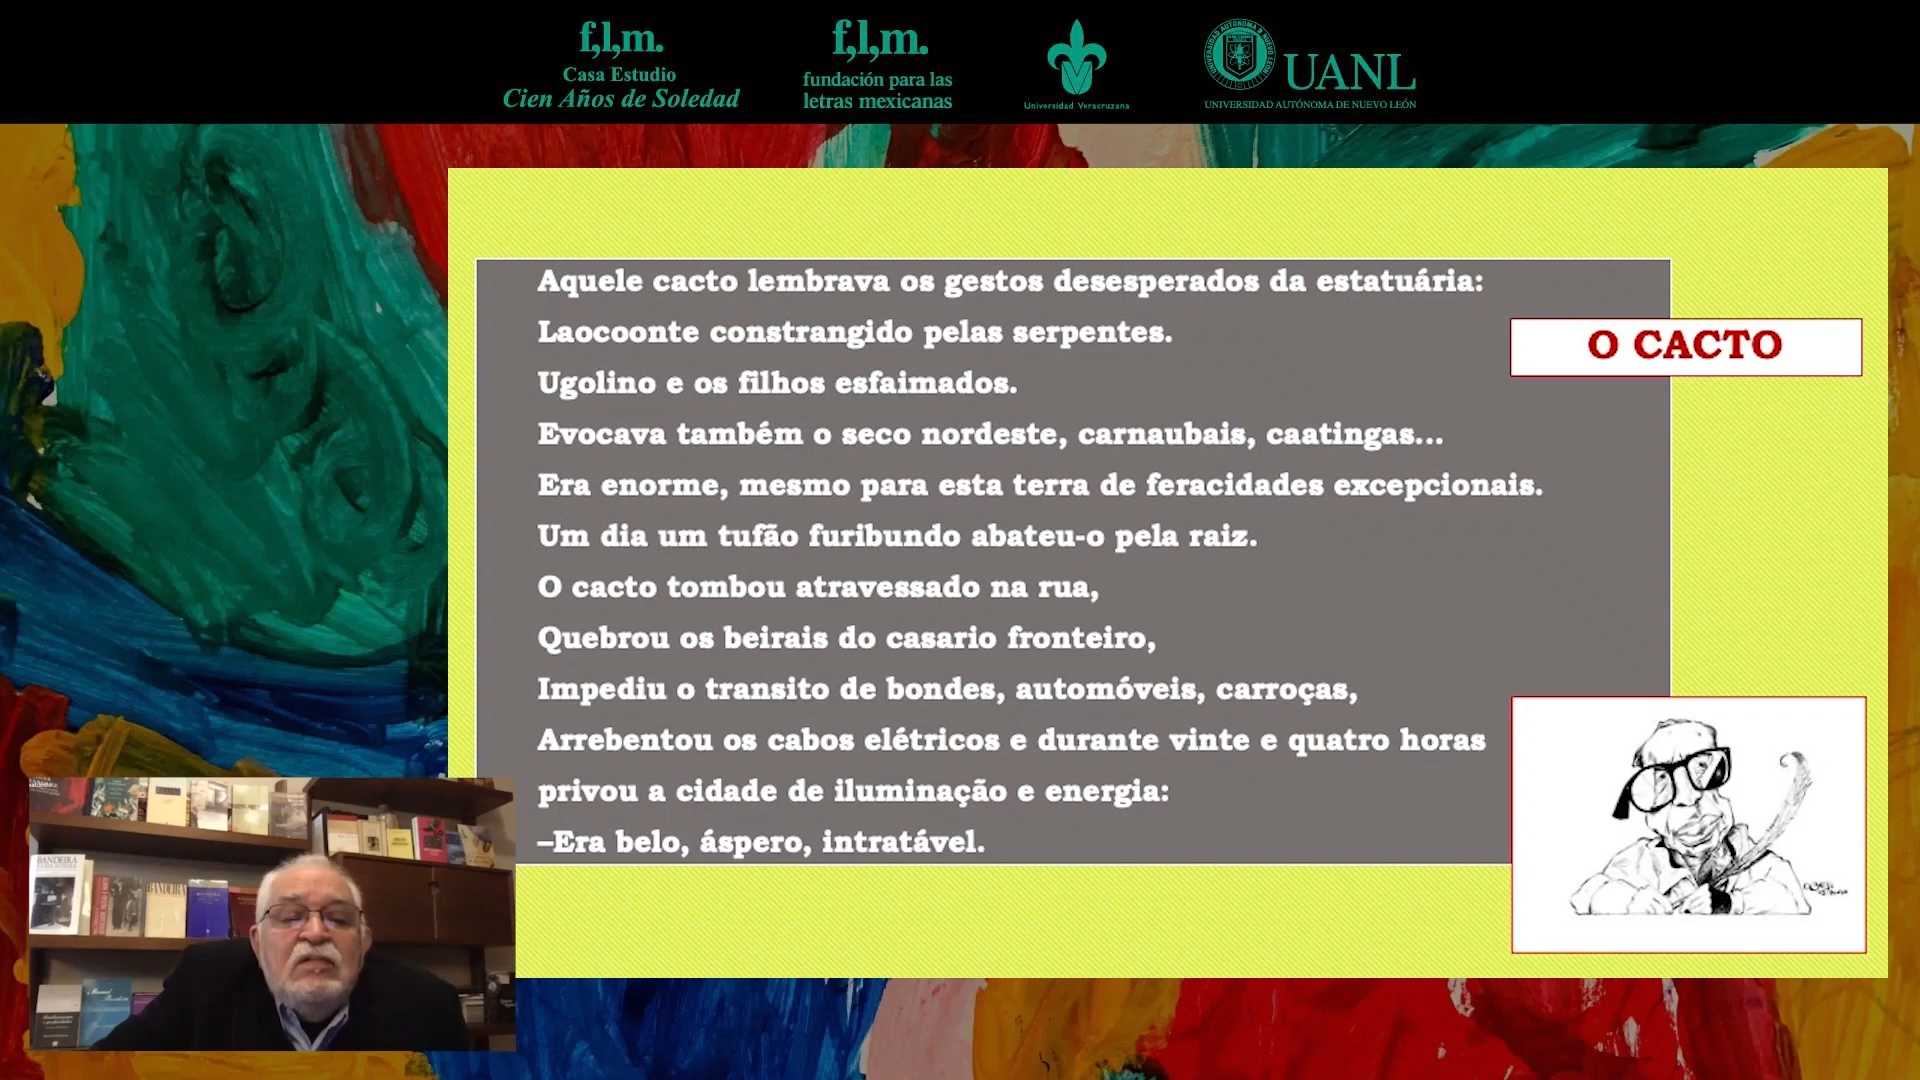 f,l,m.
Casa Estudio
Cien Años de Soledad
f,l,m.
fundación para las
letras mexicanas
Universidad Veracruzana
UANL
UNIVERSIDAD AUTÓNOMA DE NUEVO LEÓN
Aquele cacto lembrava os gestos desesperados da estatuária:
Laocoonte constrangido pelas serpentes.
Ugolino e os filhos esfaimados.
Evocava também o seco nordeste, carnaubais, caatingas...
Era enorme, mesmo para esta terra de feracidades excepcionais.
Um dia um tufão furibundo abateu-o pela raiz.
O cacto tombou atravessado na rua,
Quebrou os beirais do casario fronteiro,
Impediu o transito de bondes, automóveis, carroças,
Arrebentou os cabos elétricos e durante vinte e quatro horas
privou a cidade de iluminação e energia:
–Era belo, áspero, intratável.
O CACTO
BANDEIRA
BANDEIRA